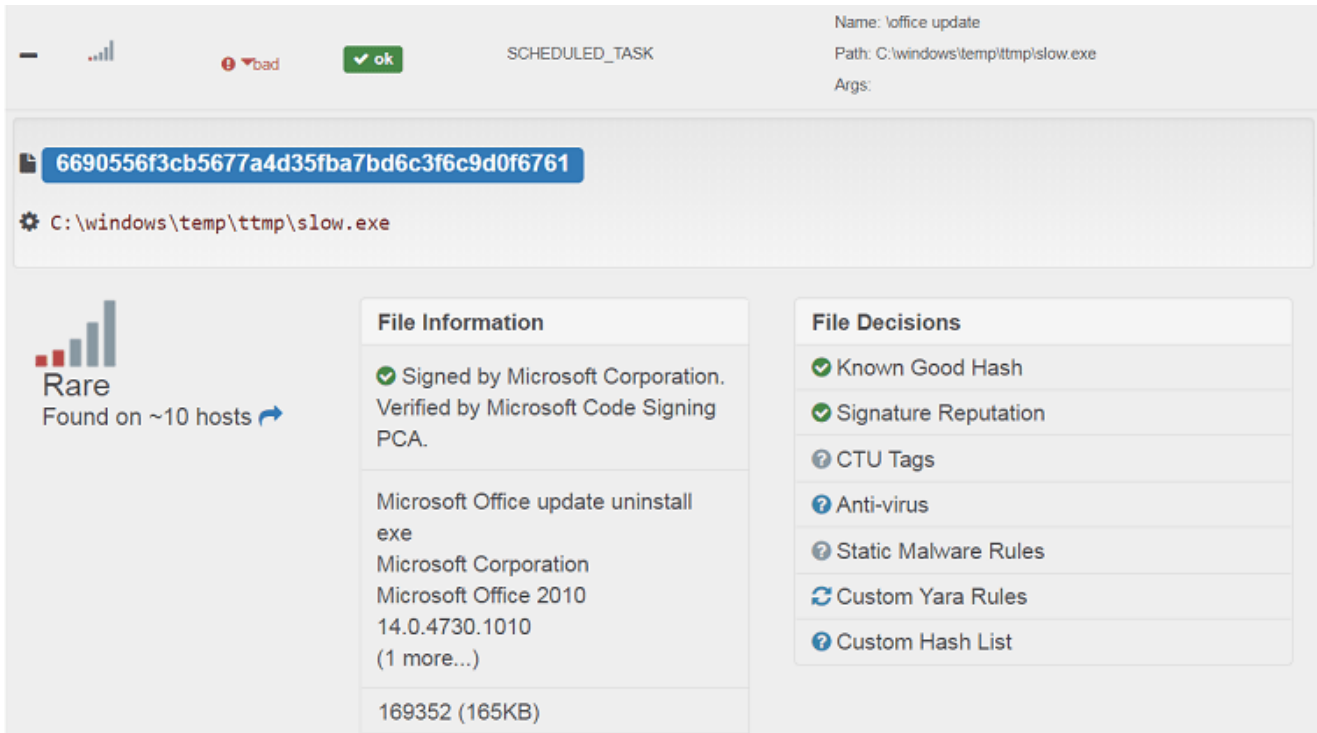 Name: \office update
bad
ok
SCHEDULED_TASK
Path: C:\windows\temp\ttmp\slow.exe
Args:
6690556f3cb5677a4d35fba7bd6c3f6c9d0f6761
C:\windows\temp\ttmp\slow.exe
Rare
Found on ~10 hosts
File Information
Signed by Microsoft Corporation.
Verified by Microsoft Code Signing
PCA.
Microsoft Office update uninstall
exe
Microsoft Corporation
Microsoft Office 2010
14.0.4730.1010
(1 more...)
169352 (165KB)
File Decisions
Known Good Hash
Signature Reputation
CTU Tags
Anti-virus
Static Malware Rules
Custom Yara Rules
Custom Hash List